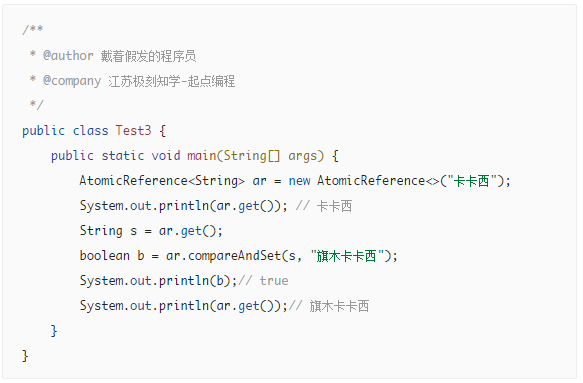 /**
 * @author 戴着假发的程序员
 * @company 江苏极刻知学-起点编程
 */
public class Test3 {
    public static void main(String[] args) {
        AtomicReference<String> ar = new AtomicReference<>("卡卡西");
        System.out.println(ar.get()); // 卡卡西
        String s = ar.get();
        boolean b = ar.compareAndSet(s, "旗木卡卡西");
        System.out.println(b);// true
        System.out.println(ar.get());// 旗木卡卡西
    }
}